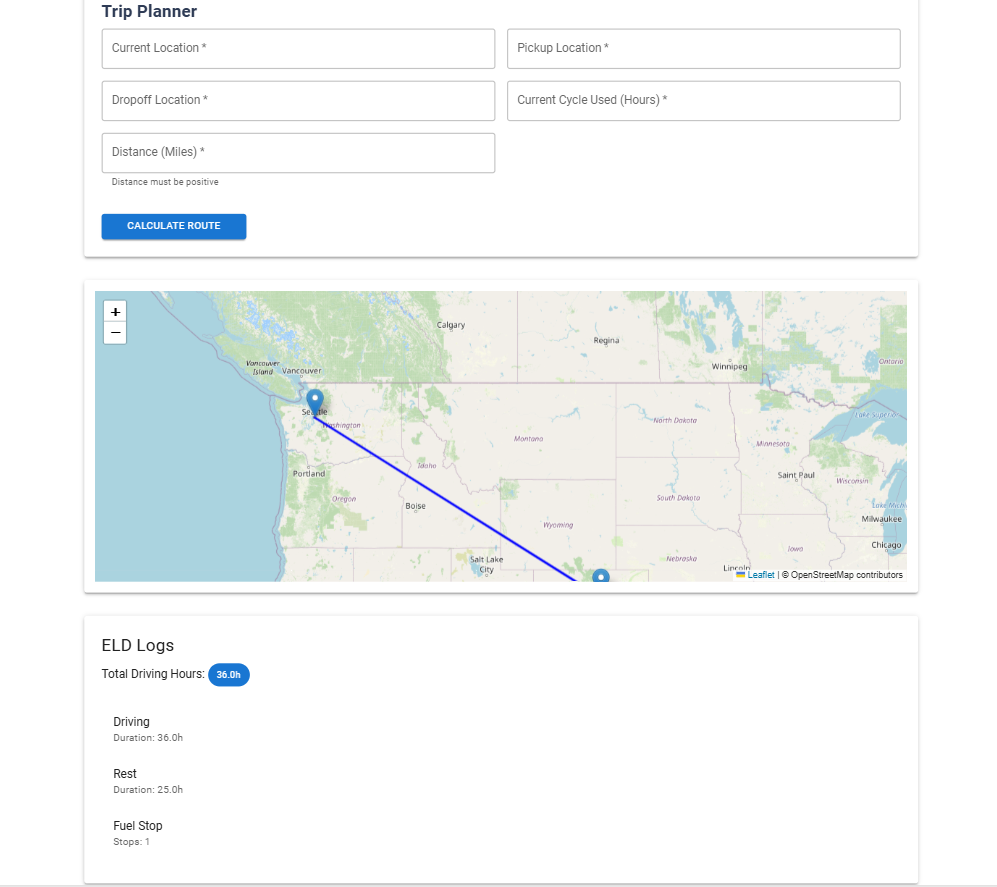 Trip Planner
Current Location *
Pickup Location *
Dropoff Location *
Current Cycle Used (Hours) *
Distance (Miles) *
Distance must be positive
CALCULATE ROUTE
+
−
Calgary
Regina
Winnipeg
Ontario
Vancouver
Island
Vancouver
Seattle
Washington
Montana
North Dakota
Minnesota
Lake Superior
Portland
Oregon
Idaho
Boise
Wyoming
South Dakota
Saint Paul
Wisconsin
Lake Mich
Milwaukee
Chicago
Iowa
Nebraska
Lincoln
Salt Lake
City
Leaflet | © OpenStreetMap contributors
ELD Logs
Total Driving Hours: 36.0h
Driving
Duration: 36.0h
Rest
Duration: 25.0h
Fuel Stop
Stops: 1